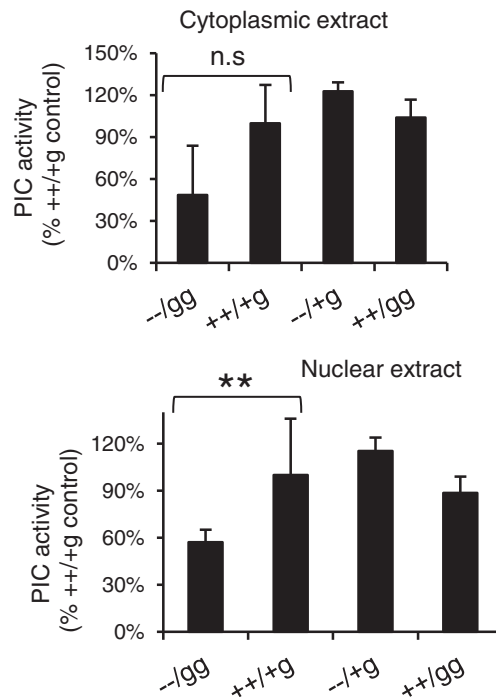 Cytoplasmic extract
PIC activity
(% ++/+g control)
150%
120%
90%
60%
30%
0%
n.s
--/gg
++/+g
--/+g
++/gg
Nuclear extract
PIC activity
(% ++/+g control)
**
120%
90%
60%
30%
0%
--/gg
++/+g
--/+g
++/gg